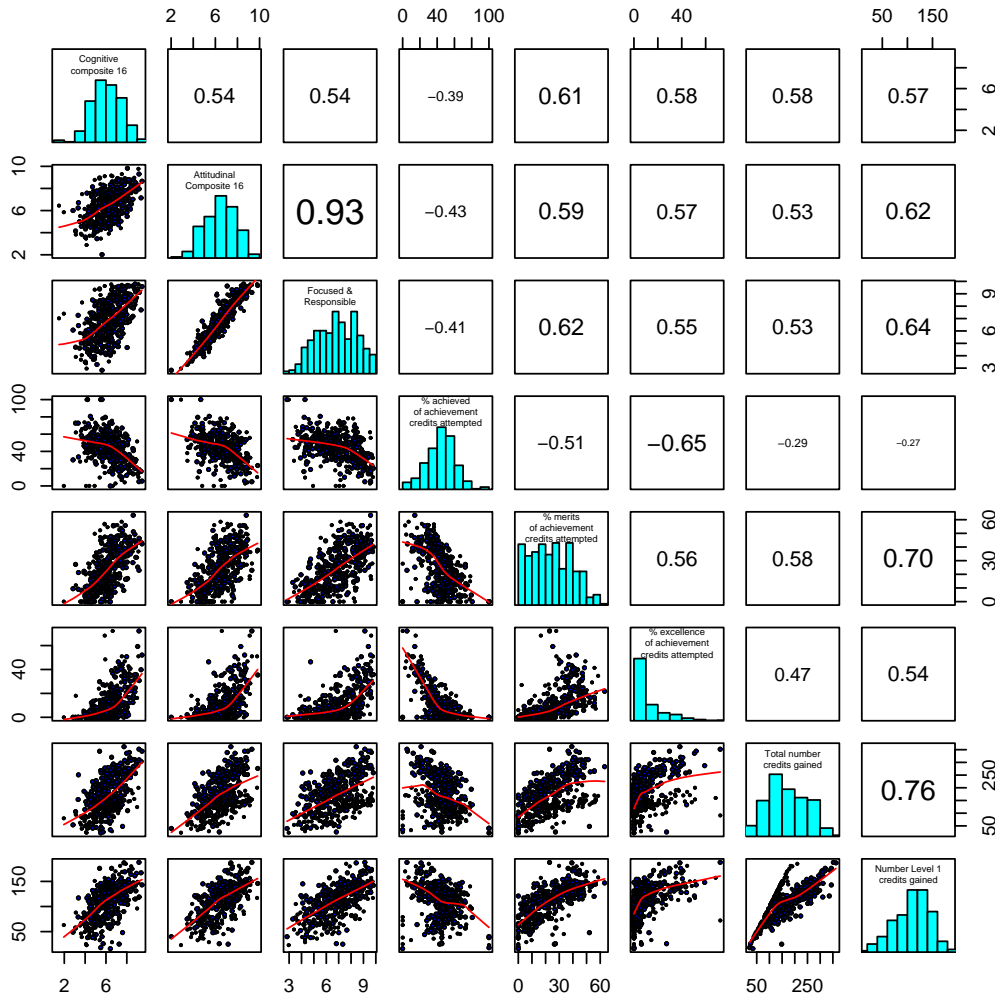 2 6 10 0 40 100 0 40 50 150
Cognitive
composite 16
0.54 0.54 −0.39 0.61 0.58 0.58 0.57
2 6
2 6 10
Attitudinal
Composite 16
0.93 −0.43 0.59 0.57 0.53 0.62
Focused &
Responsible
−0.41 0.62 0.55 0.53 0.64
3 6 9
0 40 100
% achieved
of achievement
credits attempted
−0.51 −0.65 −0.29 −0.27
% merits
of achievement
credits attempted
0.56 0.58 0.70
0 30 60
0 40
% excellence
of achievement
credits attempted
0.47 0.54
Total number
credits gained
0.76
50 250
50 150
Number Level 1
credits gained
2 6 3 6 9 0 30 60 50 250